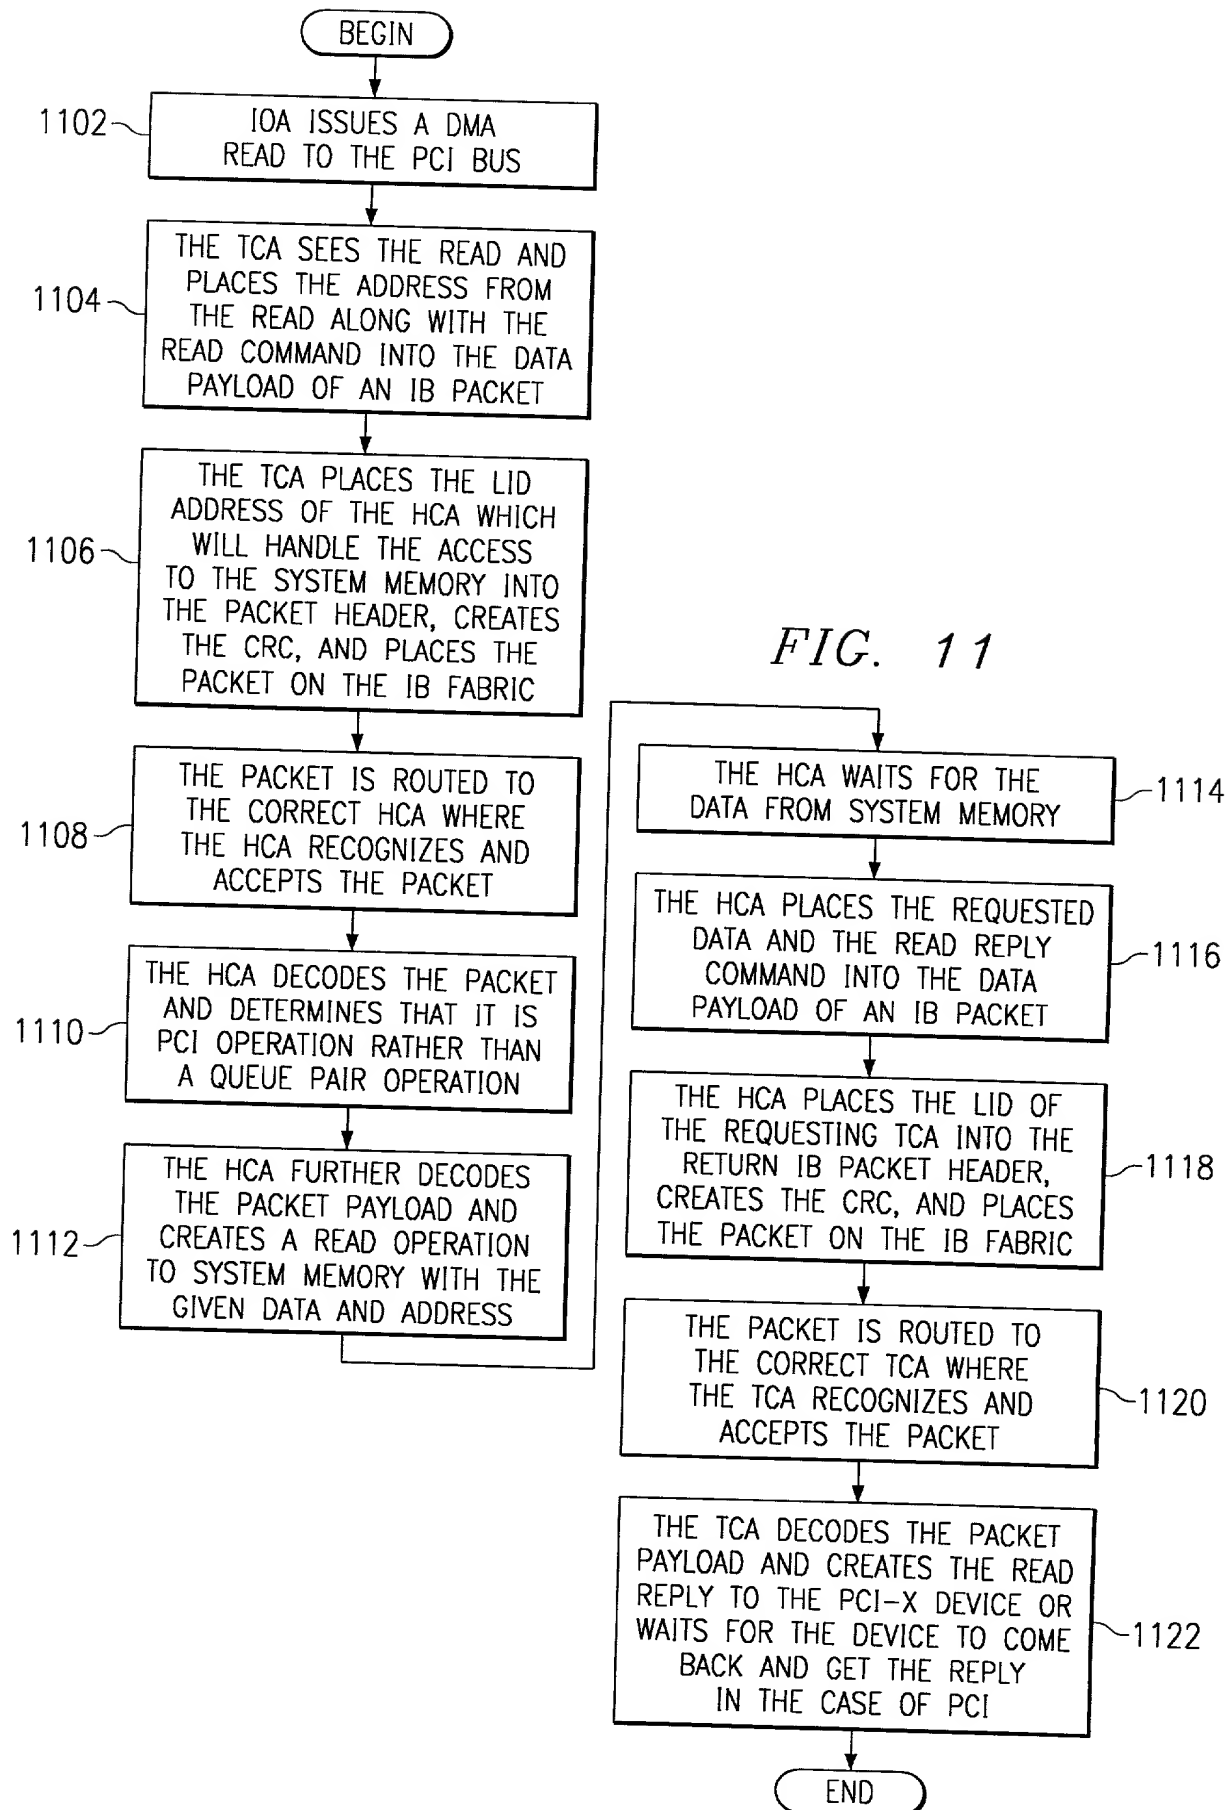 BEGIN
1102
IOA ISSUES A DMA
READ TO THE PCI BUS
1104
THE TCA SEES THE READ AND
PLACES THE ADDRESS FROM
THE READ ALONG WITH THE
READ COMMAND INTO THE DATA
PAYLOAD OF AN IB PACKET
1106
THE TCA PLACES THE LID
ADDRESS OF THE HCA WHICH
WILL HANDLE THE ACCESS
TO THE SYSTEM MEMORY INTO
THE PACKET HEADER, CREATES
THE CRC, AND PLACES THE
PACKET ON THE IB FABRIC
1108
THE PACKET IS ROUTED TO
THE CORRECT HCA WHERE
THE HCA RECOGNIZES AND
ACCEPTS THE PACKET
1110
THE HCA DECODES THE PACKET
AND DETERMINES THAT IT IS
PCI OPERATION RATHER THAN
A QUEUE PAIR OPERATION
1112
THE HCA FURTHER DECODES
THE PACKET PAYLOAD AND
CREATES A READ OPERATION
TO SYSTEM MEMORY WITH THE
GIVEN DATA AND ADDRESS
FIG. 11
THE HCA WAITS FOR THE
DATA FROM SYSTEM MEMORY
1114
THE HCA PLACES THE REQUESTED
DATA AND THE READ REPLY
COMMAND INTO THE DATA
PAYLOAD OF AN IB PACKET
1116
THE HCA PLACES THE LID OF
THE REQUESTING TCA INTO THE
RETURN IB PACKET HEADER,
CREATES THE CRC, AND PLACES
THE PACKET ON THE IB FABRIC
1118
THE PACKET IS ROUTED TO
THE CORRECT TCA WHERE
THE TCA RECOGNIZES AND
ACCEPTS THE PACKET
1120
THE TCA DECODES THE PACKET
PAYLOAD AND CREATES THE READ
REPLY TO THE PCI-X DEVICE OR
WAITS FOR THE DEVICE TO COME
BACK AND GET THE REPLY
IN THE CASE OF PCI
1122
END